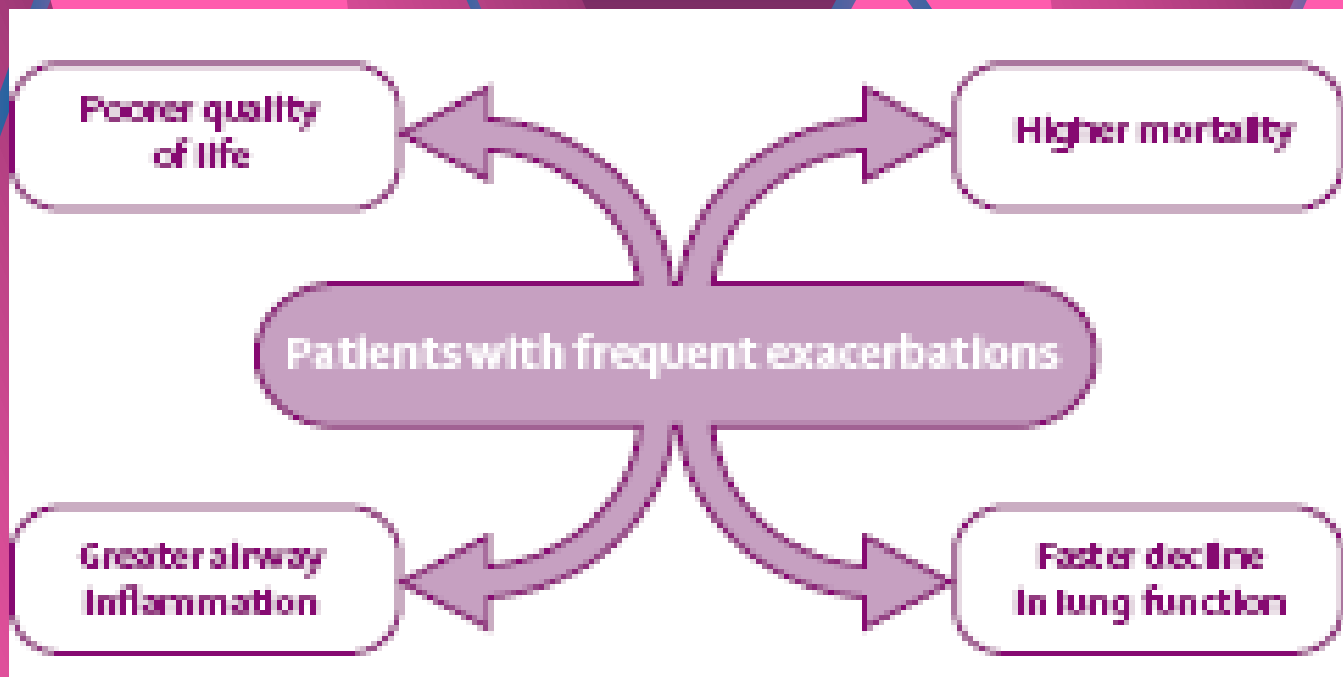 Poorer quality
of life
Higher mortality
Patients with frequent exacerbations
Greater airway
inflammation
Faster decline
in lung function